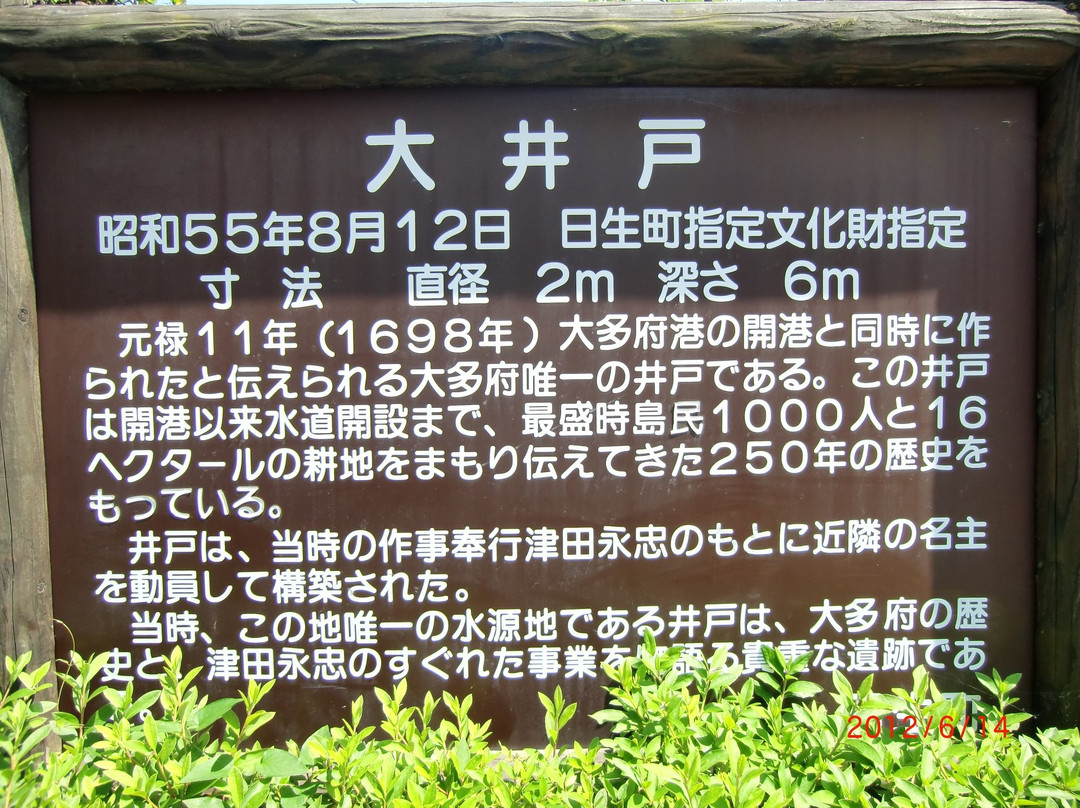 大井戸
昭和55年8月12日　日生町指定文化財指定
寸　法　　直径　2m　深さ　6m
元禄11年（1698年）大多府港の開港と同時に作
られたと伝えられる大多府唯一の井戸である。この井戸
は開港以来水道開設まで、最盛時島民1000人と16
ヘクタールの耕地をまもり伝えてきた250年の歴史を
もっている。
井戸は、当時の作事奉行津田永忠のもとに近隣の名主
を動員して構築された。
当時、この地唯一の水源地である井戸は、大多府の歴
史と、津田永忠のすぐれた事業を物語る貴重な遺跡であ
2012/6/14